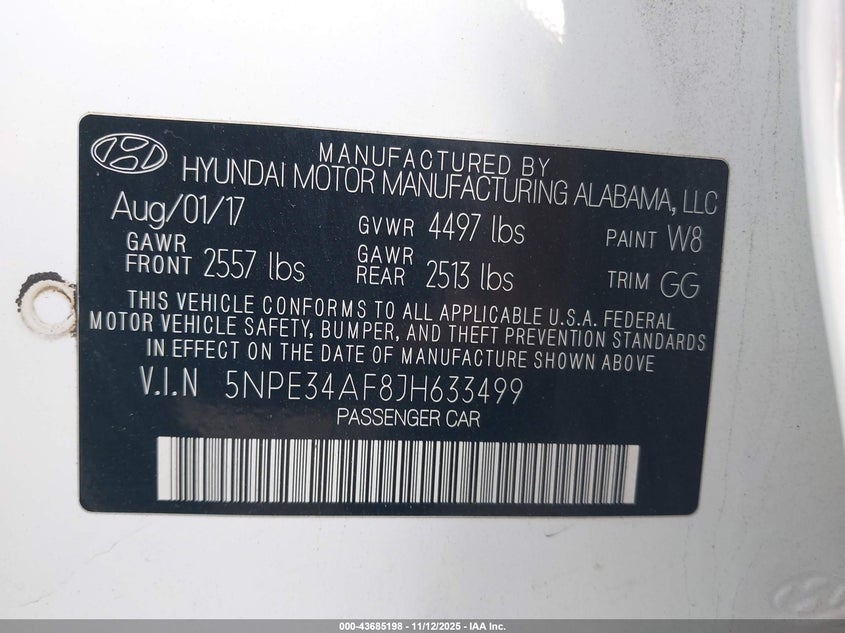 MANUFACTURED BY
HYUNDAI MOTOR MANUFACTURING ALABAMA, LLC
Aug/01/17 GVWR 4497 lbs PAINT W8
GAWR FRONT 2557 lbs GAWR REAR 2513 lbs TRIM GG
THIS VEHICLE CONFORMS TO ALL APPLICABLE U.S.A. FEDERAL
MOTOR VEHICLE SAFETY, BUMPER, AND THEFT PREVENTION STANDARDS
IN EFFECT ON THE DATE OF MANUFACTURE SHOWN ABOVE
V.I.N 5NPE34AF8JH633499
PASSENGER CAR
000-43685198 - 11/12/2025 - IAA Inc.